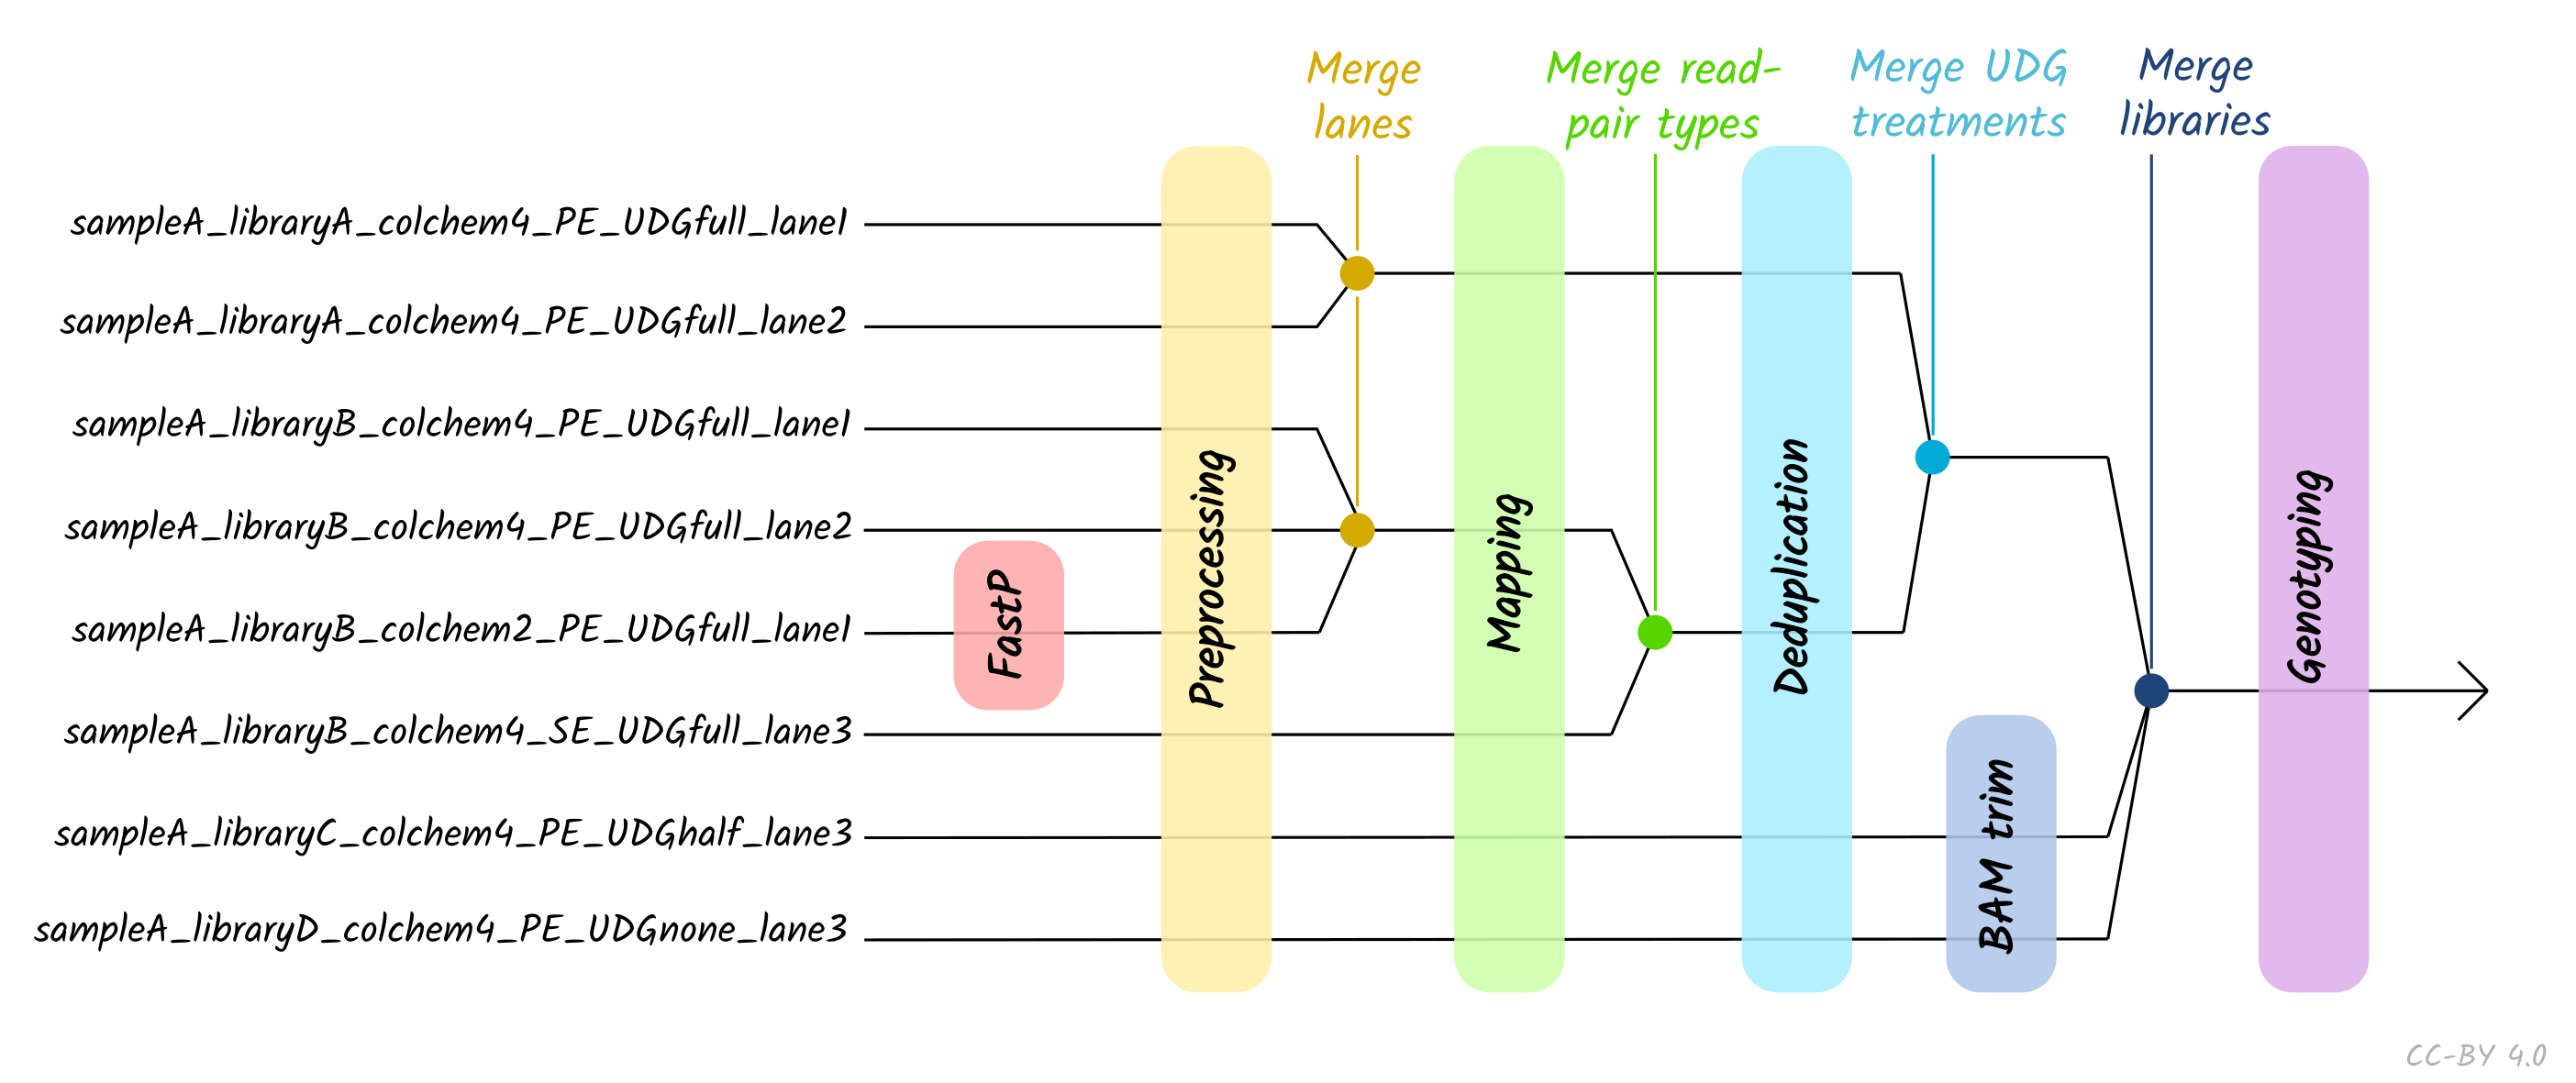 Merge
lanes
Merge read-
pair types
Merge UDG
treatments
Merge
libraries
sampleA_libraryA_colchem4_PE_UDGfull_lane1
sampleA_libraryA_colchem4_PE_UDGfull_lane2
sampleA_libraryB_colchem4_PE_UDGfull_lane1
sampleA_libraryB_colchem4_PE_UDGfull_lane2
sampleA_libraryB_colchem2_PE_UDGfull_lane1
sampleA_libraryB_colchem4_SE_UDGfull_lane3
sampleA_libraryC_colchem4_PE_UDGhalf_lane3
sampleA_libraryD_colchem4_PE_UDGnone_lane3
FastP
Preprocessing
Mapping
Deduplication
BAM trim
Genotyping
CC-BY 4.0